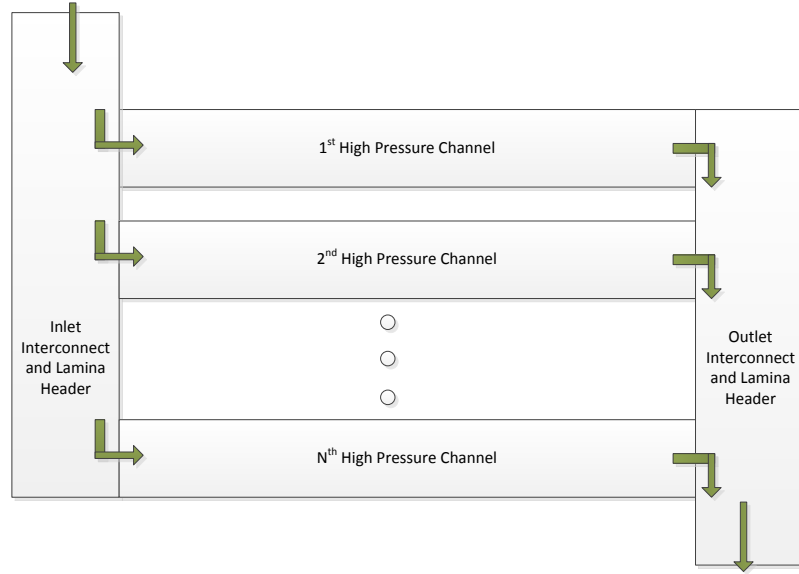 1st High Pressure Channel
2nd High Pressure Channel
Inlet
Interconnect
and Lamina
Header
Outlet
Interconnect
and Lamina
Header
Nth High Pressure Channel